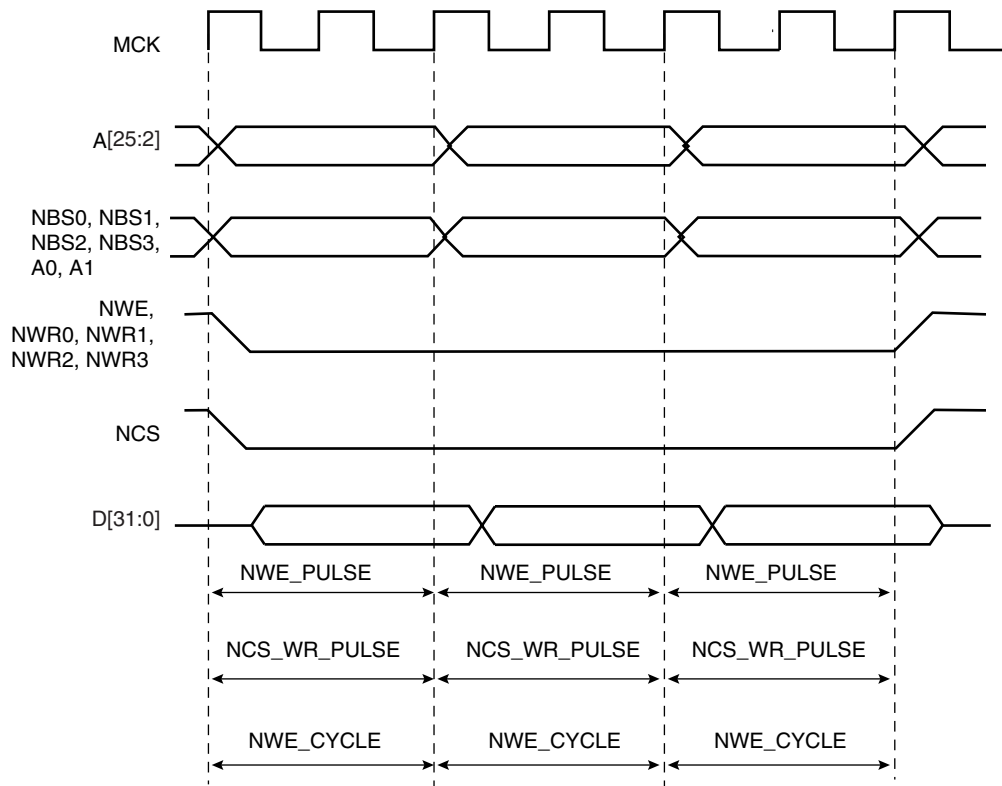 MCK
A[25:2]
NBS0, NBS1,
NBS2, NBS3,
A0, A1
NWE,
NWR0, NWR1,
NWR2, NWR3
NCS
D[31:0]
NWE_PULSE NWE_PULSE NWE_PULSE
NCS_WR_PULSE NCS_WR_PULSE NCS_WR_PULSE
NWE_CYCLE NWE_CYCLE NWE_CYCLE